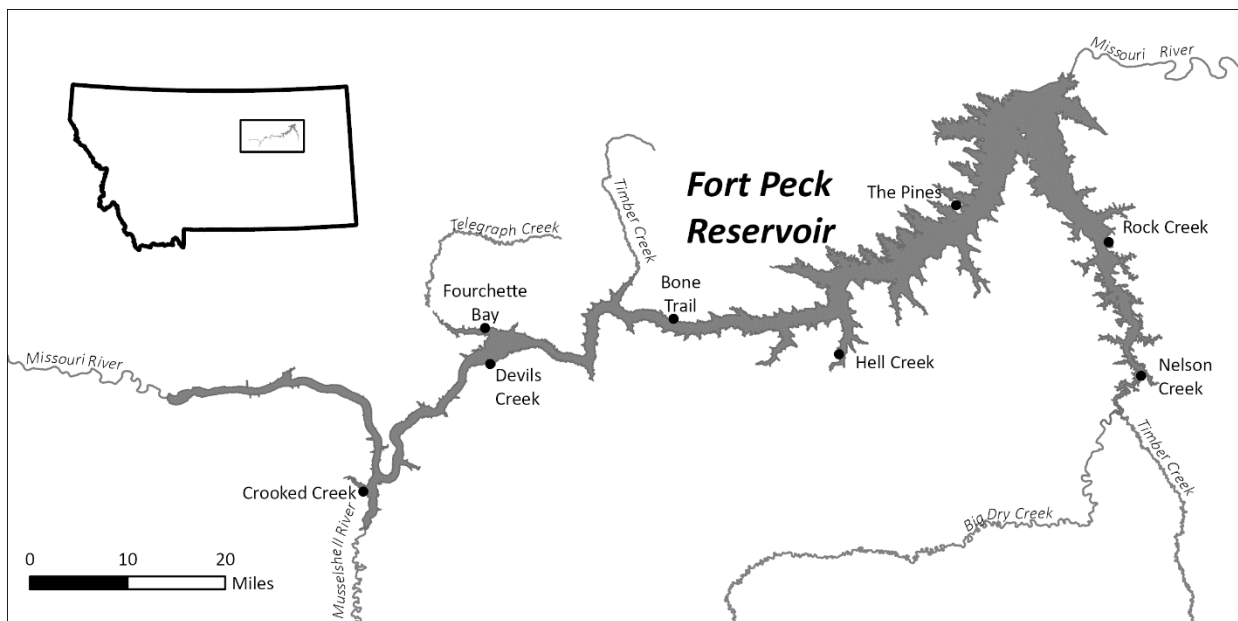 Missouri River
Fort Peck
Reservoir
Timber Creek
The Pines
Telegraph Creek
Rock Creek
Bone
Trail
Fourchette
Bay
Missouri River
Devils
Creek
Hell Creek
Nelson
Creek
Timber Creek
Crooked Creek
Big Dry Creek
Musselshell River
0 10 20
Miles